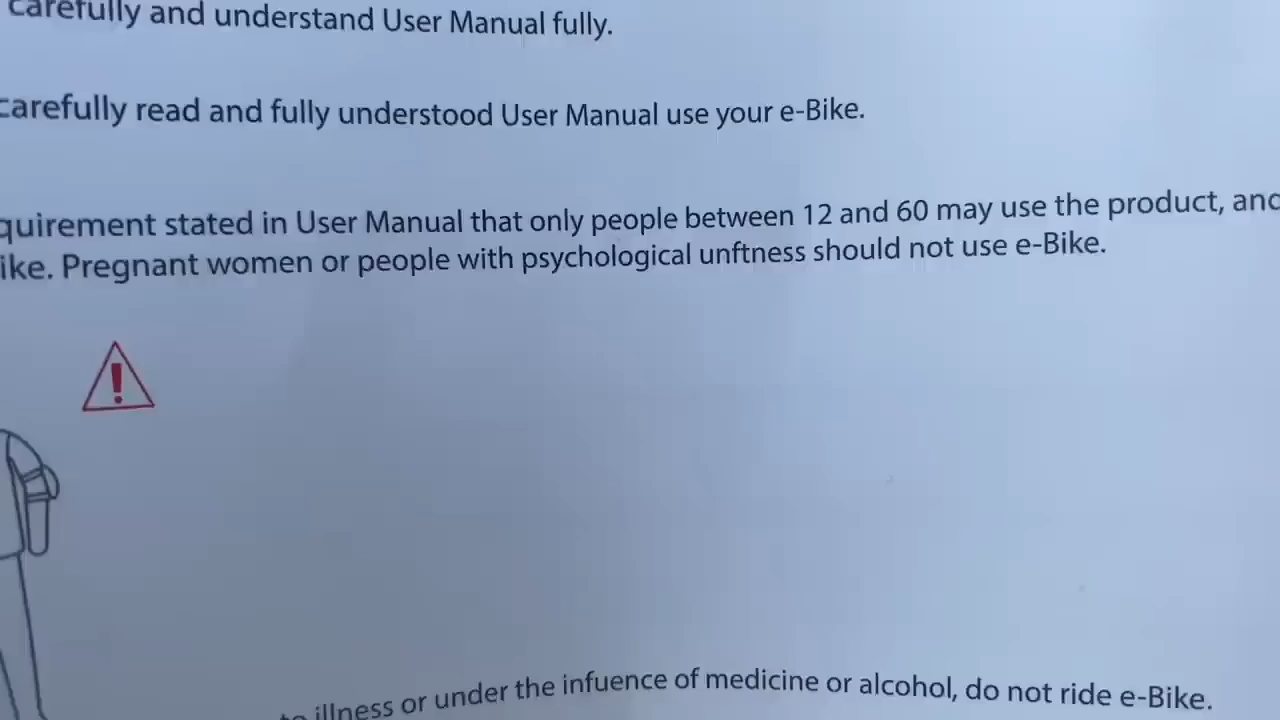 carefully and understand User Manual fully.
carefully read and fully understood User Manual use your e-Bike.
quirement stated in User Manual that only people between 12 and 60 may use the product, and
ike. Pregnant women or people with psychological unftness should not use e-Bike.
to illness or under the infuence of medicine or alcohol, do not ride e-Bike.